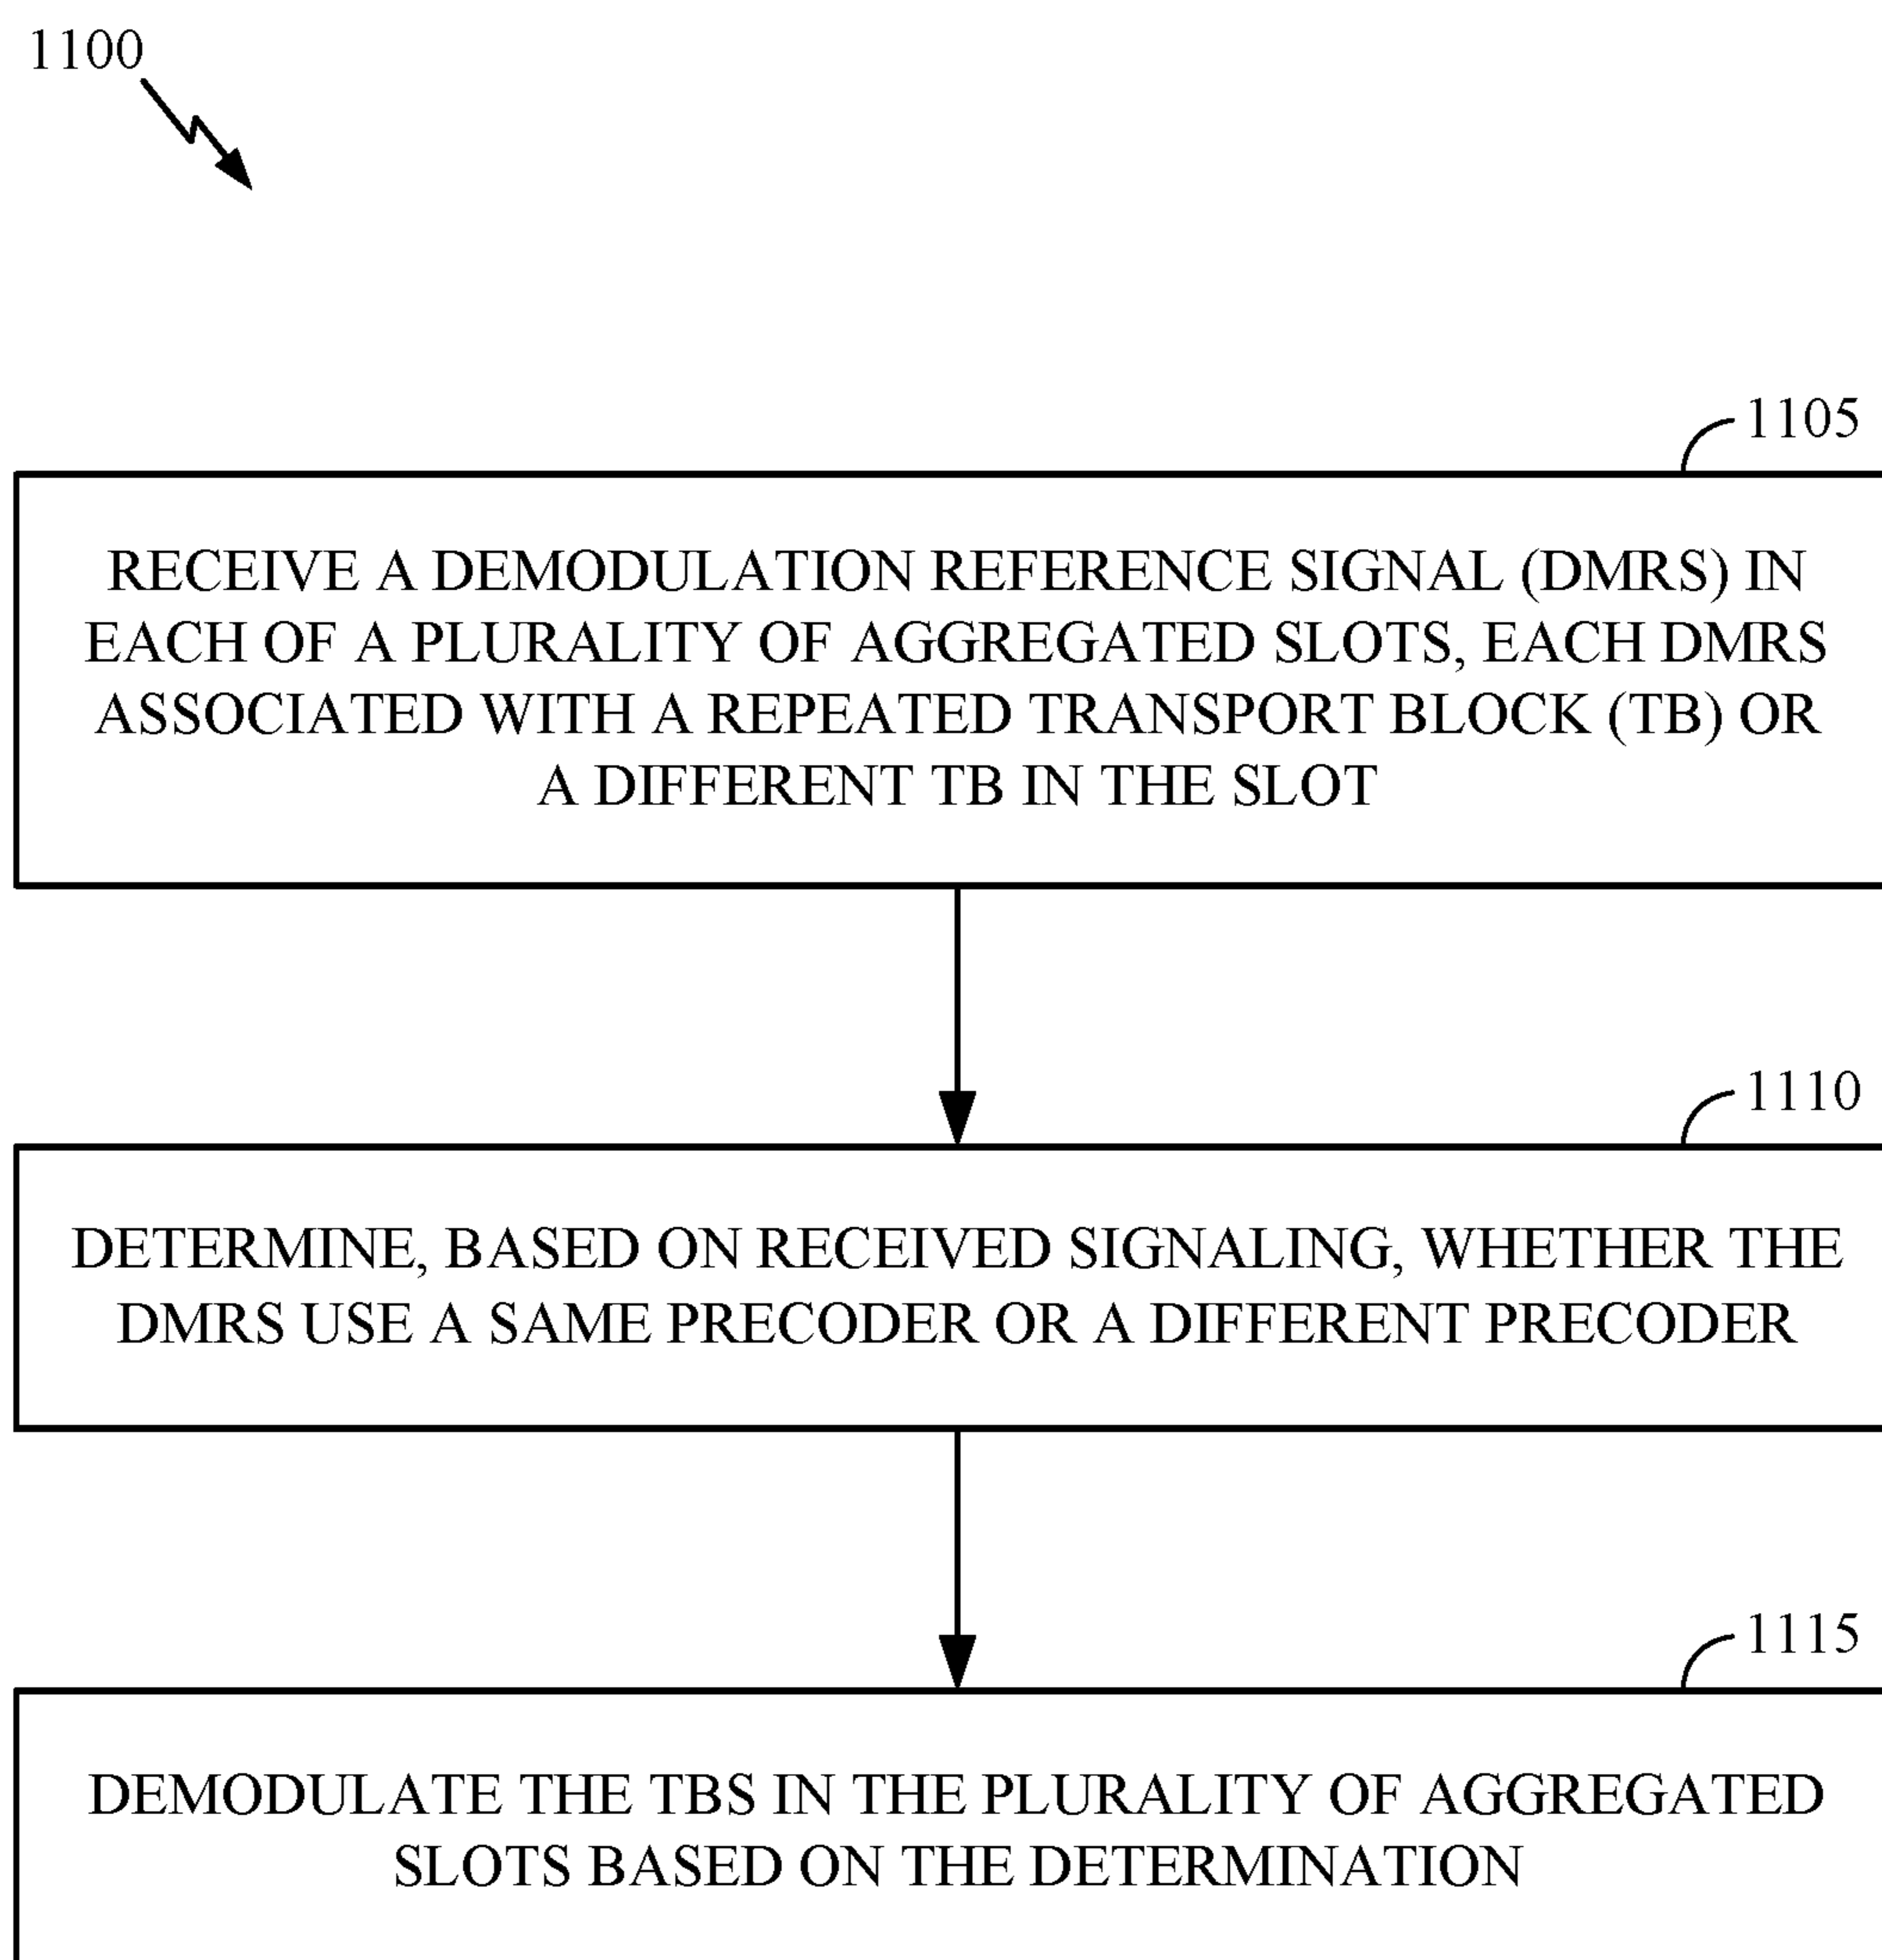 1100
1105
RECEIVE A DEMODULATION REFERENCE SIGNAL (DMRS) IN
EACH OF A PLURALITY OF AGGREGATED SLOTS, EACH DMRS
ASSOCIATED WITH A REPEATED TRANSPORT BLOCK (TB) OR
A DIFFERENT TB IN THE SLOT
1110
DETERMINE, BASED ON RECEIVED SIGNALING, WHETHER THE
DMRS USE A SAME PRECODER OR A DIFFERENT PRECODER
1115
DEMODULATE THE TBS IN THE PLURALITY OF AGGREGATED
SLOTS BASED ON THE DETERMINATION